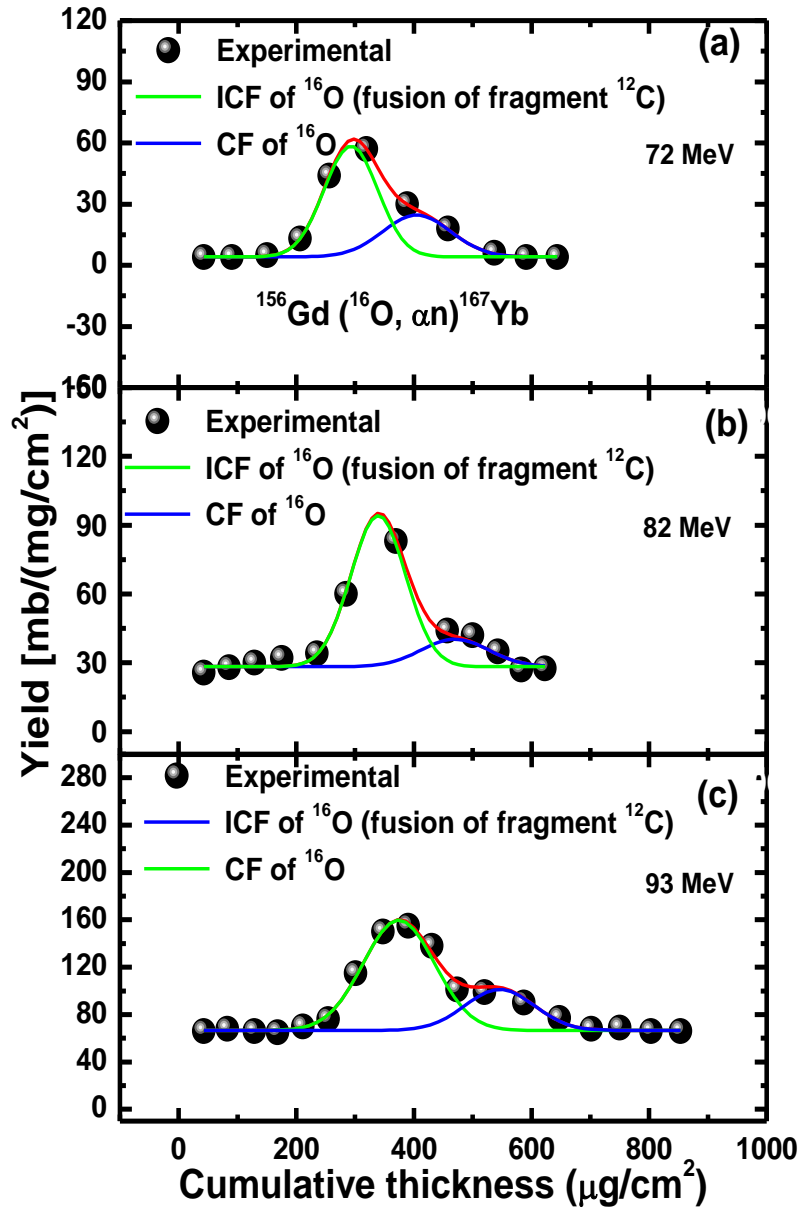 120
(a)
Experimental
90
ICF of ¹⁶O (fusion of fragment ¹²C)
60
CF of ¹⁶O
72 MeV
30
0
¹⁵⁶Gd (¹⁶O, αn)¹⁶⁷Yb
-30
-60
Yield [mb/(mg/cm²)]
Experimental
(b)
120
ICF of ¹⁶O (fusion of fragment ¹²C)
CF of ¹⁶O
90
82 MeV
60
30
0
Experimental
280
(c)
ICF of ¹⁶O (fusion of fragment ¹²C)
240
CF of ¹⁶O
200
93 MeV
160
120
80
40
0
0 200 400 600 800 1000
Cumulative thickness (μg/cm²)